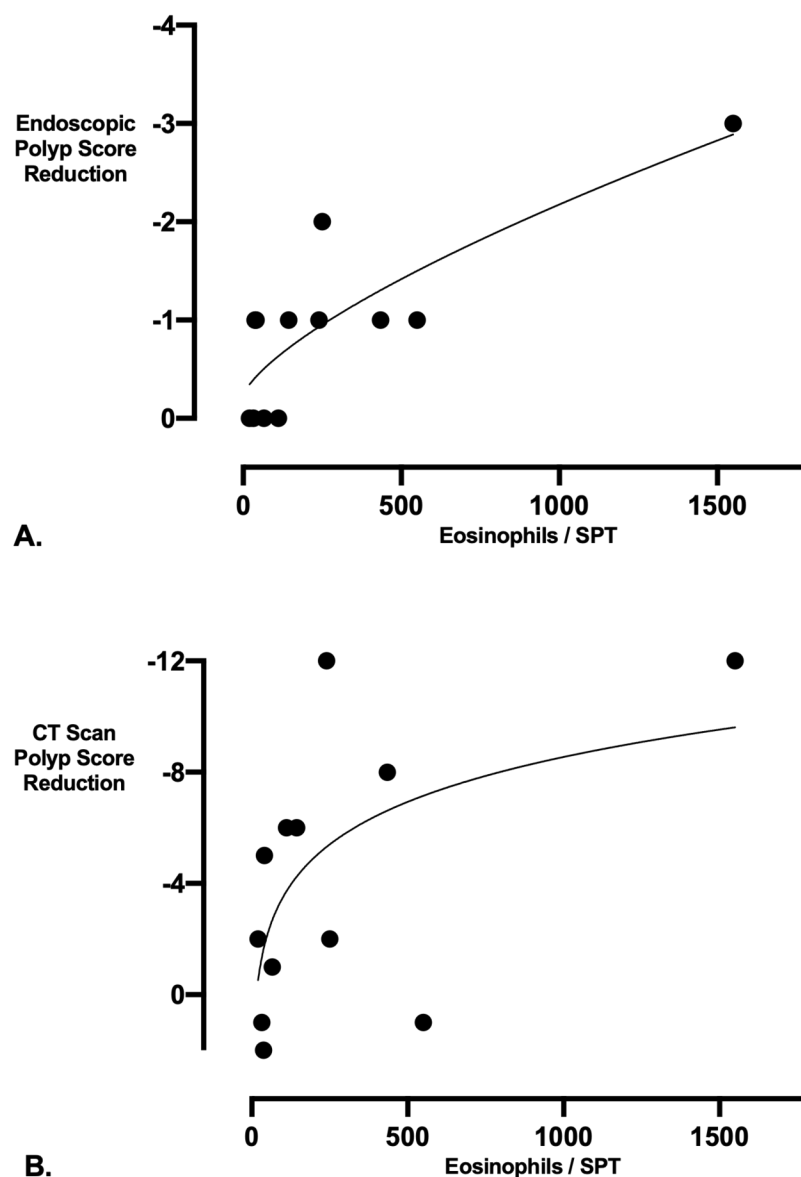 -4
Endoscopic
Polyp Score
Reduction
-3
-2
-1
0
0 500 1000 1500
Eosinophils / SPT
A.
-12
CT Scan
Polyp Score
Reduction
-8
-4
0
0 500 1000 1500
Eosinophils / SPT
B.